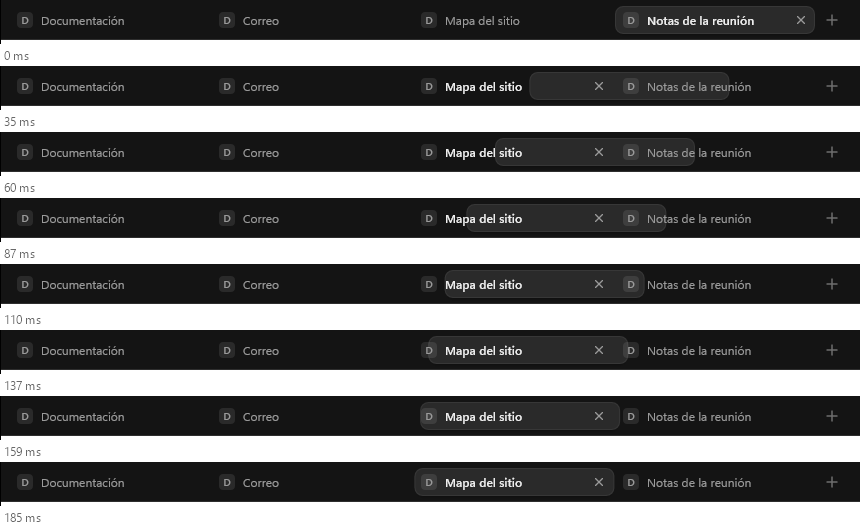 D Documentación D Correo D Mapa del sitio D Notas de la reunión × +
0 ms
D Documentación D Correo D Mapa del sitio × D Notas de la reunión +
35 ms
D Documentación D Correo D Mapa del sitio × D Notas de la reunión +
60 ms
D Documentación D Correo D Mapa del sitio × D Notas de la reunión +
87 ms
D Documentación D Correo D Mapa del sitio × D Notas de la reunión +
110 ms
D Documentación D Correo D Mapa del sitio × D Notas de la reunión +
137 ms
D Documentación D Correo D Mapa del sitio × D Notas de la reunión +
159 ms
D Documentación D Correo D Mapa del sitio × D Notas de la reunión +
185 ms